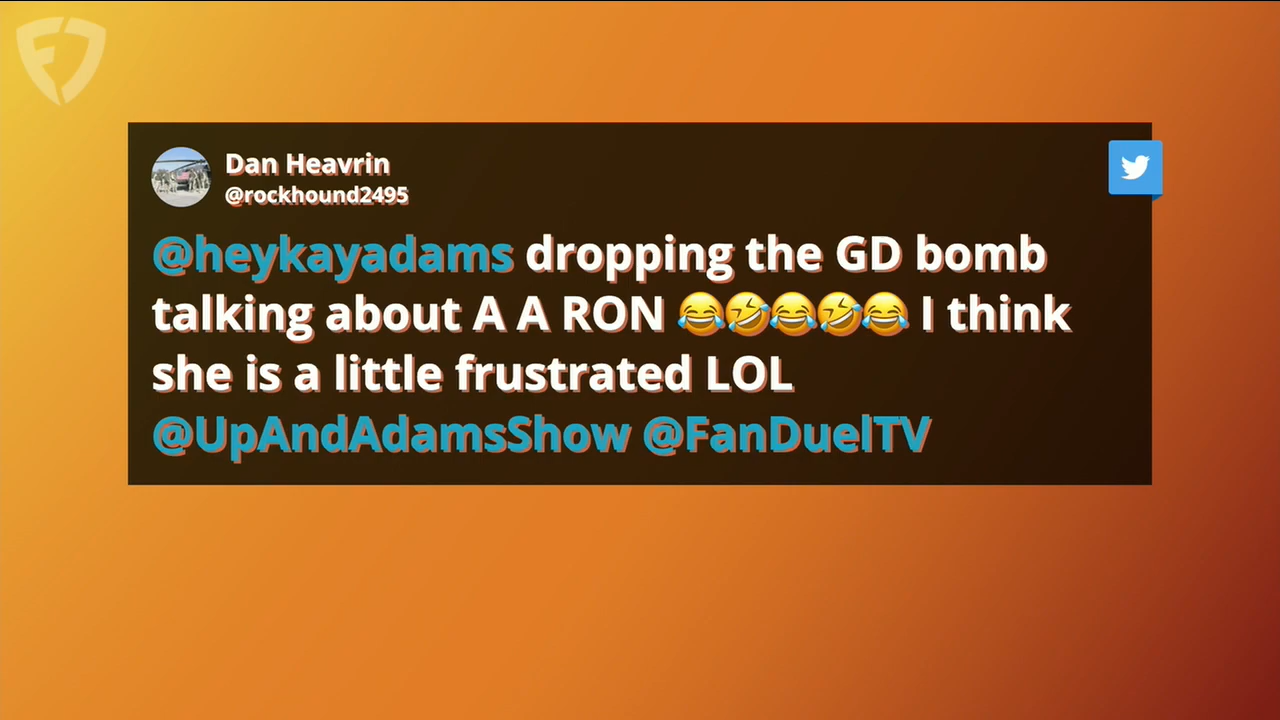 Dan Heavrin
@rockhound2495
@heykayadams dropping the GD bomb
talking about A A RON 😂🤣😂🤣😂 I think
she is a little frustrated LOL
@UpAndAdamsShow @FanDuelTV